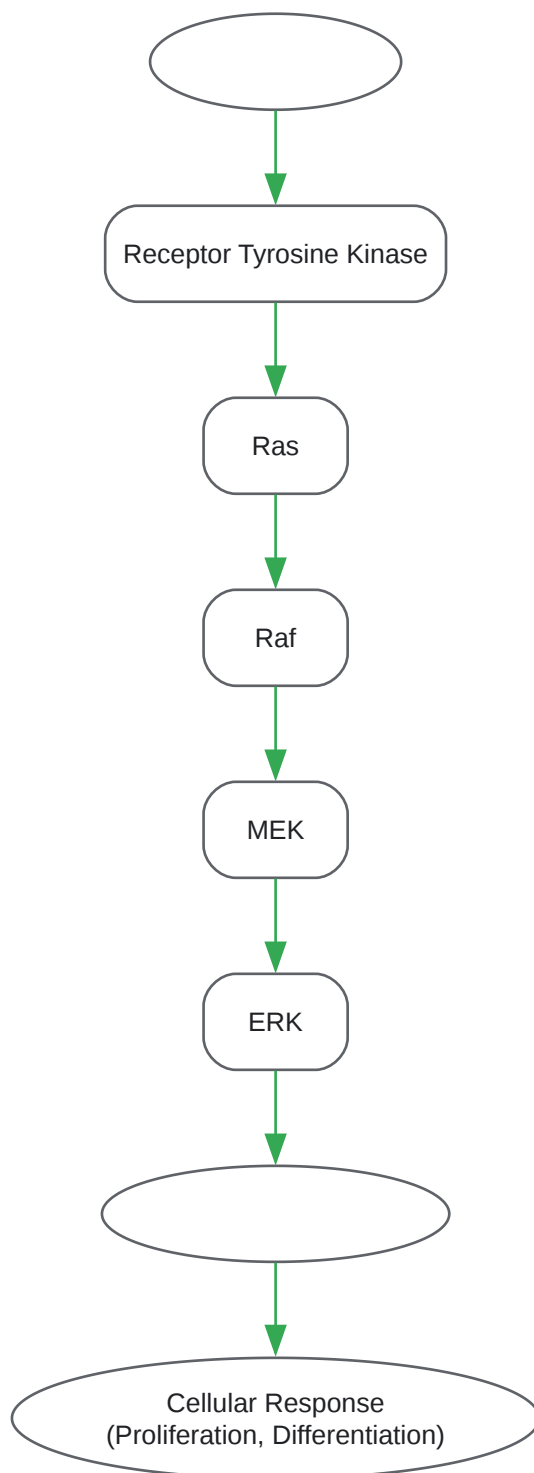 Receptor Tyrosine Kinase
Ras
Raf
MEK
ERK
Cellular Response
(Proliferation, Differentiation)